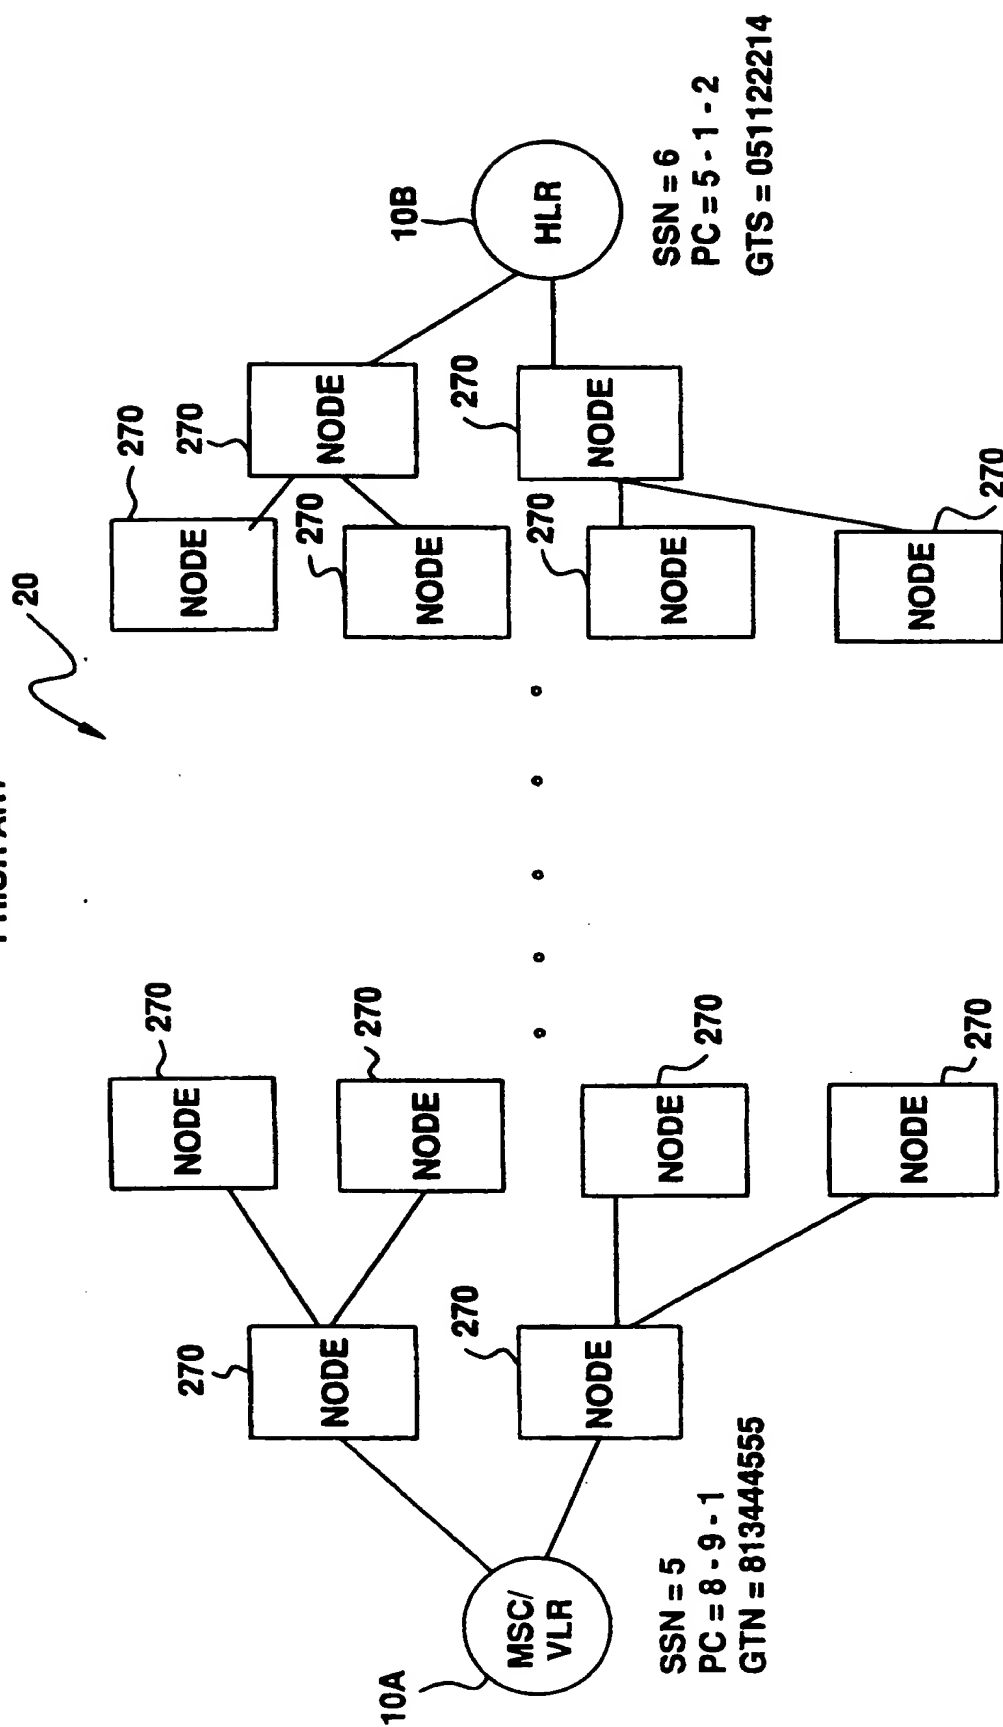 PRIOR ART
20
270
270
NODE
NODE
270
270
NODE
NODE
270
270
NODE
NODE
10A
10B
MSC/
VLR
HLR
270
270
NODE
NODE
270
270
NODE
NODE
270
270
NODE
NODE
SSN = 5
PC = 8 - 9 - 1
GTN = 813444555
SSN = 6
PC = 5 - 1 - 2
GTS = 051122214